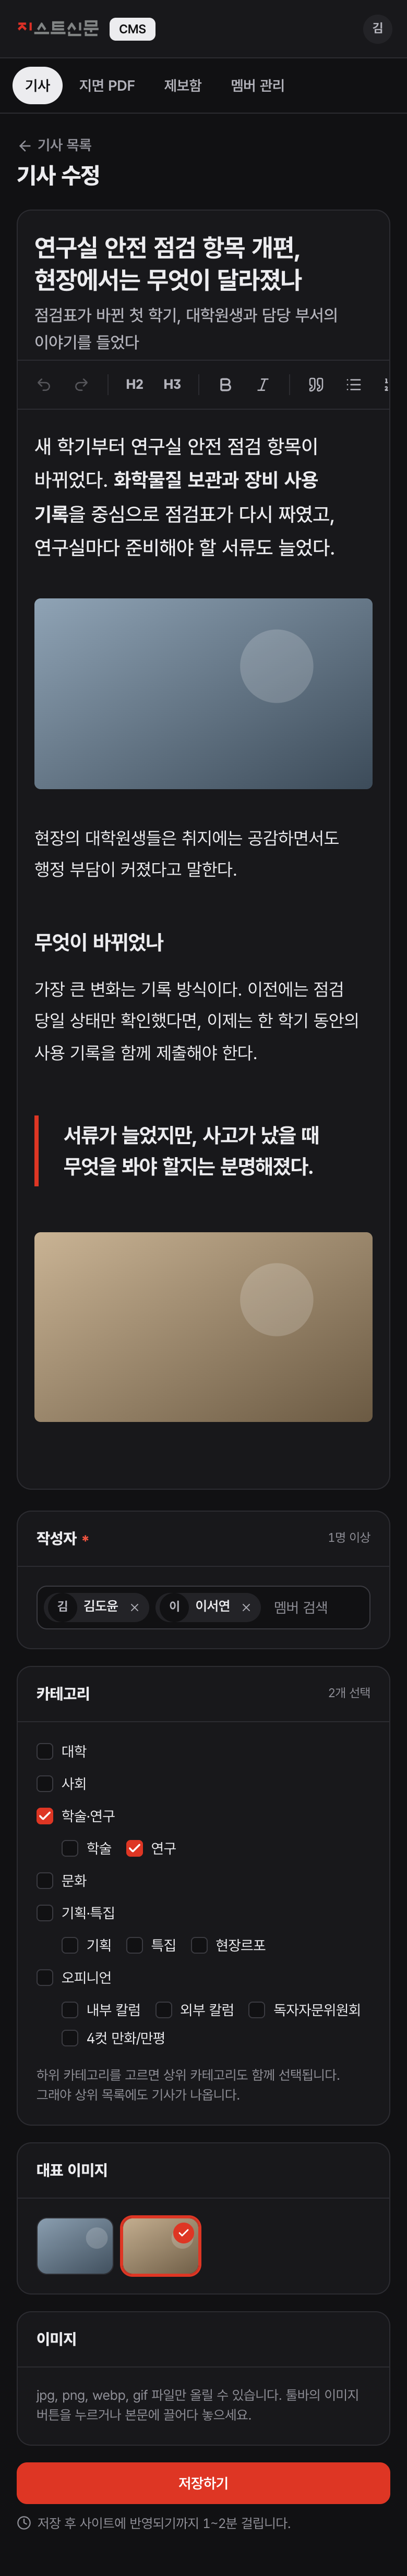 지스트신문 CMS 김
기사 지면 PDF 제보함 멤버 관리
← 기사 목록
기사 수정
연구실 안전 점검 항목 개편,
현장에서는 무엇이 달라졌나
점검표가 바뀐 첫 학기, 대학원생과 담당 부서의
이야기를 들었다
H2 H3 B I
새 학기부터 연구실 안전 점검 항목이
바뀌었다. 화학물질 보관과 장비 사용
기록을 중심으로 점검표가 다시 짜였고,
연구실마다 준비해야 할 서류도 늘었다.
현장의 대학원생들은 취지에는 공감하면서도
행정 부담이 커졌다고 말한다.
무엇이 바뀌었나
가장 큰 변화는 기록 방식이다. 이전에는 점검
당일 상태만 확인했다면, 이제는 한 학기 동안의
사용 기록을 함께 제출해야 한다.
서류가 늘었지만, 사고가 났을 때
무엇을 봐야 할지는 분명해졌다.
작성자 * 1명 이상
김 김도윤 × 이 이서연 × 멤버 검색
카테고리 2개 선택
대학
사회
학술·연구
학술 연구
문화
기획·특집
기획 특집 현장르포
오피니언
내부 칼럼 외부 칼럼 독자자문위원회
4컷 만화/만평
하위 카테고리를 고르면 상위 카테고리도 함께 선택됩니다.
그래야 상위 목록에도 기사가 나옵니다.
대표 이미지
이미지
jpg, png, webp, gif 파일만 올릴 수 있습니다. 툴바의 이미지
버튼을 누르거나 본문에 끌어다 놓으세요.
저장하기
저장 후 사이트에 반영되기까지 1~2분 걸립니다.